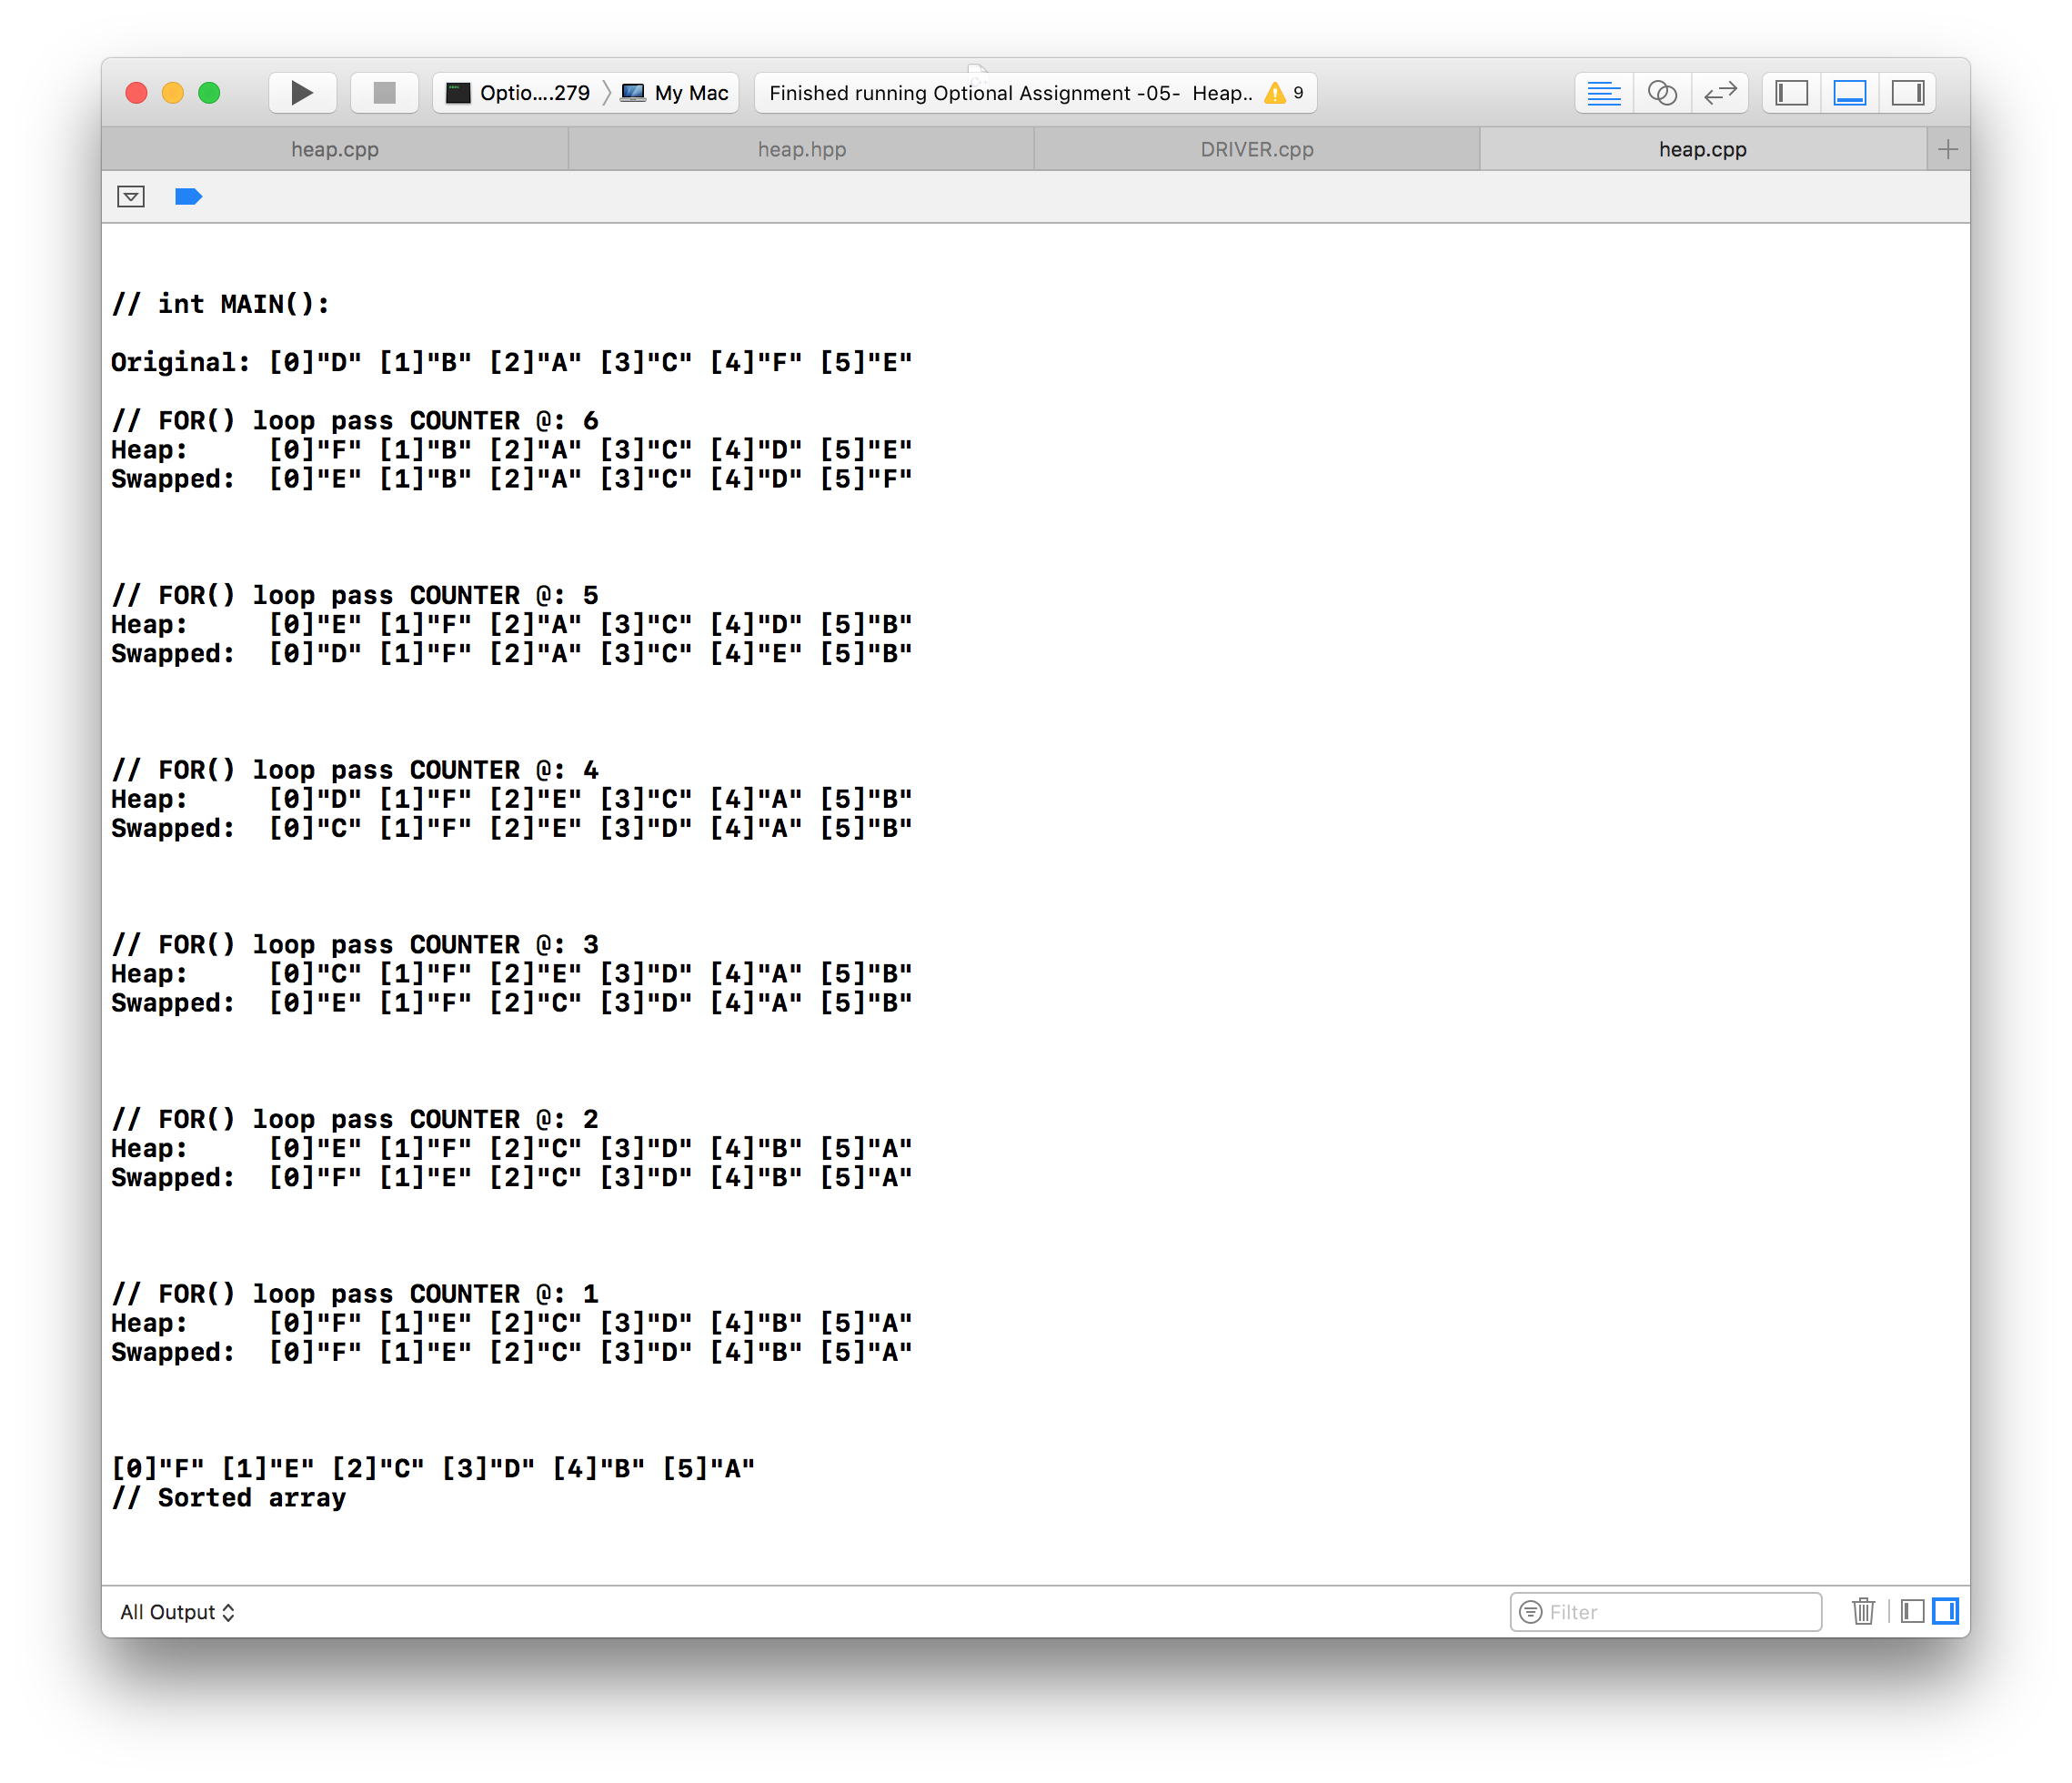 Optio....279 My Mac Finished running Optional Assignment -05- Heap.. 9
heap.cpp heap.hpp DRIVER.cpp heap.cpp
// int MAIN():
Original: [0]"D" [1]"B" [2]"A" [3]"C" [4]"F" [5]"E"
// FOR() loop pass COUNTER @: 6
Heap: [0]"F" [1]"B" [2]"A" [3]"C" [4]"D" [5]"E"
Swapped: [0]"E" [1]"B" [2]"A" [3]"C" [4]"D" [5]"F"
// FOR() loop pass COUNTER @: 5
Heap: [0]"E" [1]"F" [2]"A" [3]"C" [4]"D" [5]"B"
Swapped: [0]"D" [1]"F" [2]"A" [3]"C" [4]"E" [5]"B"
// FOR() loop pass COUNTER @: 4
Heap: [0]"D" [1]"F" [2]"E" [3]"C" [4]"A" [5]"B"
Swapped: [0]"C" [1]"F" [2]"E" [3]"D" [4]"A" [5]"B"
// FOR() loop pass COUNTER @: 3
Heap: [0]"C" [1]"F" [2]"E" [3]"D" [4]"A" [5]"B"
Swapped: [0]"E" [1]"F" [2]"C" [3]"D" [4]"A" [5]"B"
// FOR() loop pass COUNTER @: 2
Heap: [0]"E" [1]"F" [2]"C" [3]"D" [4]"B" [5]"A"
Swapped: [0]"F" [1]"E" [2]"C" [3]"D" [4]"B" [5]"A"
// FOR() loop pass COUNTER @: 1
Heap: [0]"F" [1]"E" [2]"C" [3]"D" [4]"B" [5]"A"
Swapped: [0]"F" [1]"E" [2]"C" [3]"D" [4]"B" [5]"A"
[0]"F" [1]"E" [2]"C" [3]"D" [4]"B" [5]"A"
// Sorted array
All Output Filter